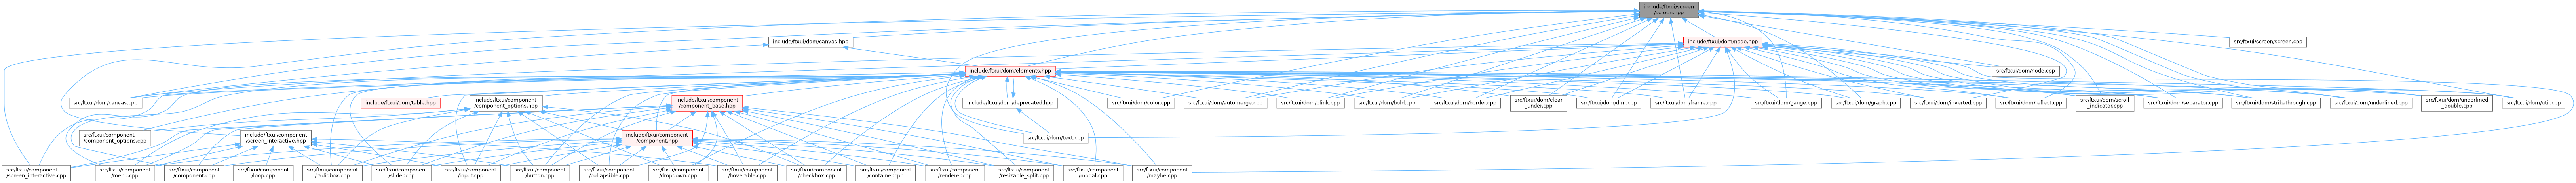 include/ftxui/screen
/screen.hpp
include/ftxui/dom/canvas.hpp
include/ftxui/dom/node.hpp
src/ftxui/screen/screen.cpp
include/ftxui/dom/elements.hpp
src/ftxui/dom/node.cpp
src/ftxui/dom/canvas.cpp
include/ftxui/dom/table.hpp
include/ftxui/component
/component_options.hpp
include/ftxui/component
/component_base.hpp
include/ftxui/dom/deprecated.hpp
src/ftxui/dom/color.cpp
src/ftxui/dom/automerge.cpp
src/ftxui/dom/blink.cpp
src/ftxui/dom/bold.cpp
src/ftxui/dom/border.cpp
src/ftxui/dom/clear
_under.cpp
src/ftxui/dom/dim.cpp
src/ftxui/dom/frame.cpp
src/ftxui/dom/gauge.cpp
src/ftxui/dom/graph.cpp
src/ftxui/dom/inverted.cpp
src/ftxui/dom/reflect.cpp
src/ftxui/dom/scroll
_indicator.cpp
src/ftxui/dom/separator.cpp
src/ftxui/dom/strikethrough.cpp
src/ftxui/dom/underlined.cpp
src/ftxui/dom/underlined
_double.cpp
src/ftxui/dom/util.cpp
src/ftxui/component
/component_options.cpp
include/ftxui/component
/screen_interactive.hpp
include/ftxui/component
/component.hpp
src/ftxui/dom/text.cpp
src/ftxui/component
/screen_interactive.cpp
src/ftxui/component
/menu.cpp
src/ftxui/component
/component.cpp
src/ftxui/component
/loop.cpp
src/ftxui/component
/radiobox.cpp
src/ftxui/component
/slider.cpp
src/ftxui/component
/input.cpp
src/ftxui/component
/button.cpp
src/ftxui/component
/collapsible.cpp
src/ftxui/component
/dropdown.cpp
src/ftxui/component
/hoverable.cpp
src/ftxui/component
/checkbox.cpp
src/ftxui/component
/container.cpp
src/ftxui/component
/renderer.cpp
src/ftxui/component
/resizable_split.cpp
src/ftxui/component
/modal.cpp
src/ftxui/component
/maybe.cpp